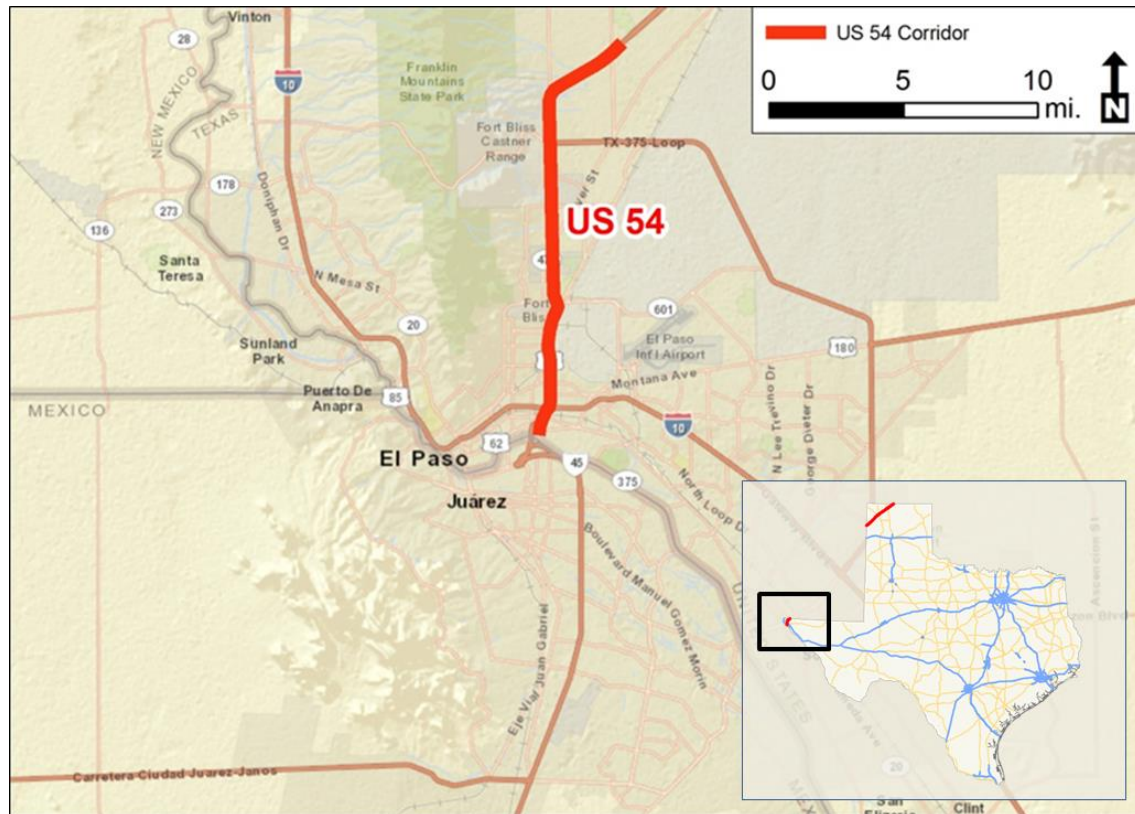 US 54 Corridor
0 5 10
mi.
N
Vinton
28
10
Franklin
Mountains
State Park
NEW MEXICO
TEXAS
Fort Bliss
Castner
Range
TX-375-Loop
178
Doniphan Dr
273
136
US 54
Santa
Teresa
N Mesa St
Fort
20
601
El Paso
Int'l Airport
Sunland
Park
180
Montana Ave
Puerto De
Anapra
85
MEXICO
N Lee Trevino Dr
George Dieter Dr
10
62
El Paso
45
375
Juárez
North Loop Dr
Boulevard Manuel Gomez Morin
Ascencion St
Eje Vial Juan Gabriel
Carretera Ciudad Juarez-Janos
20
San
Clint